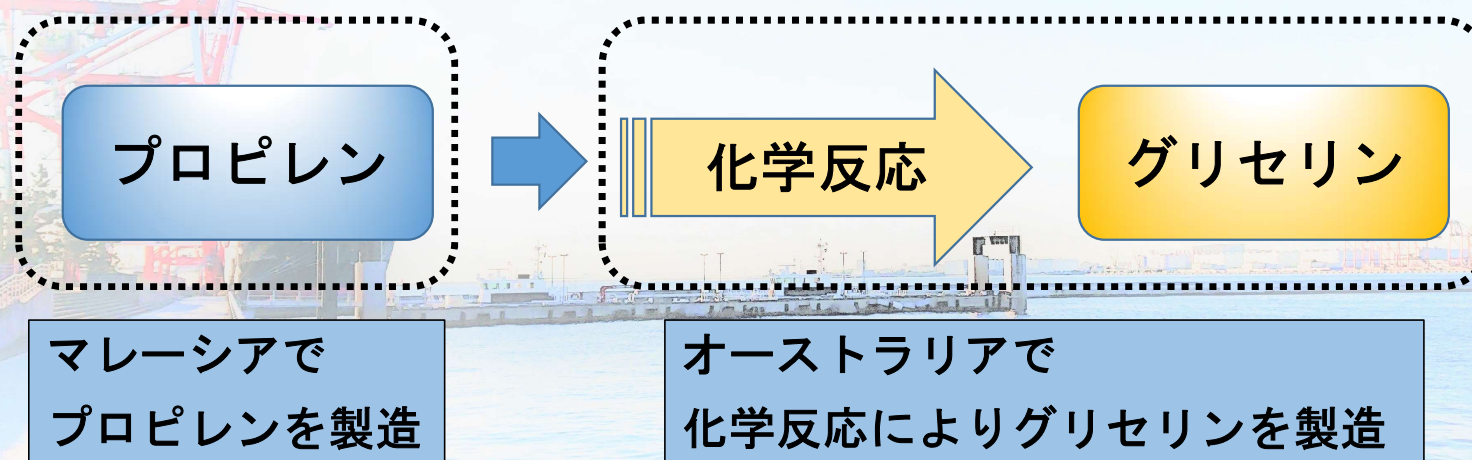 プロピレン
化学反応
グリセリン
マレーシアで
プロピレンを製造
オーストラリアで
化学反応によりグリセリンを製造